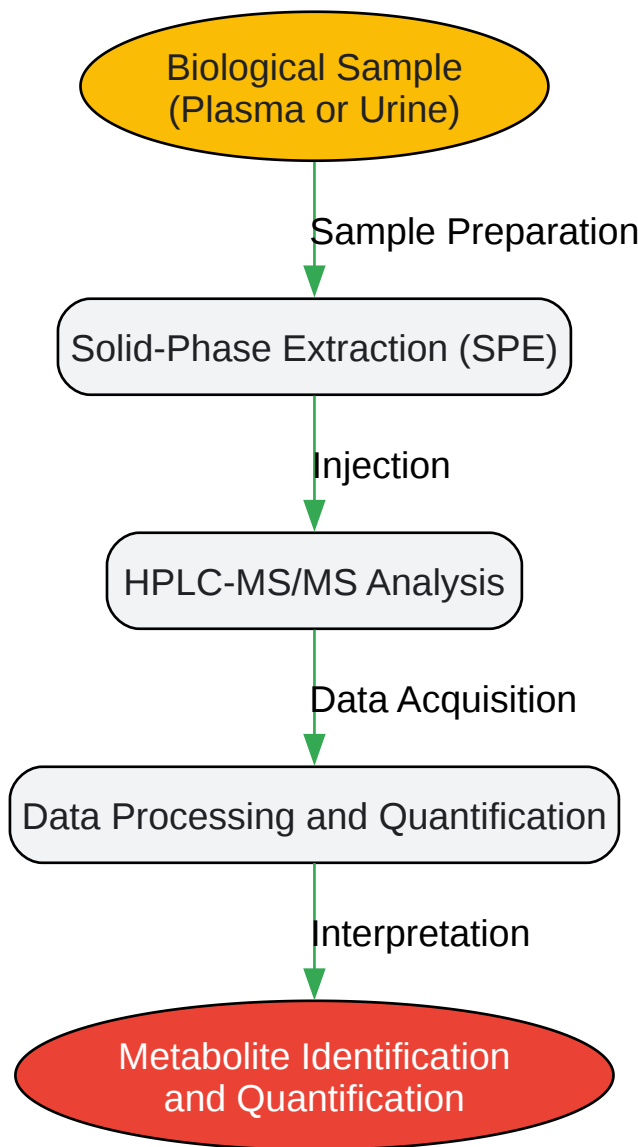 Biological Sample
(Plasma or Urine)
Sample Preparation
Solid-Phase Extraction (SPE)
Injection
HPLC-MS/MS Analysis
Data Acquisition
Data Processing and Quantification
Interpretation
Metabolite Identification
and Quantification